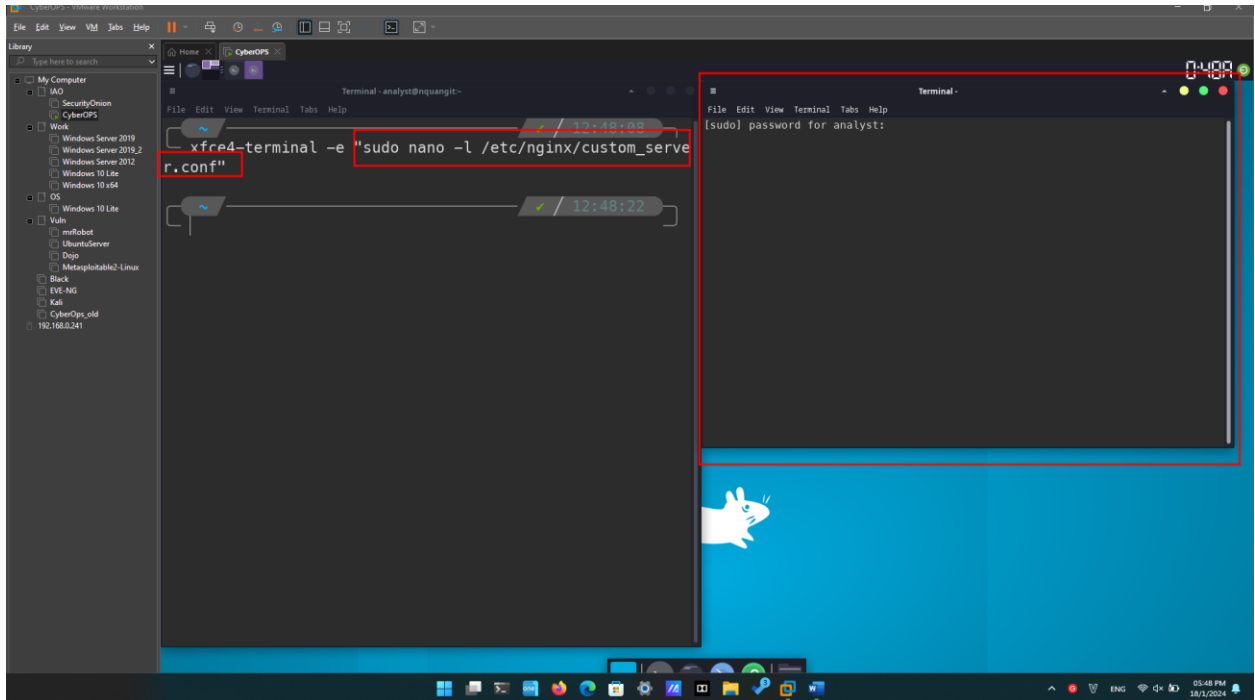 CyberOPS - VMware Workstation
File Edit View VM Tabs Help
Library
Type here to search
Home
CyberOPS
My Computer
IAO
SecurityOnion
CyberOPS
Work
Windows Server 2019
Windows Server 2019_2
Windows Server 2012
Windows 10 Lite
Windows 10 x64
OS
Windows 10 Lite
Vuln
mrRobot
UbuntuServer
Dojo
Metasploitable2-Linux
Black
EVE-NG
Kali
CyberOps_old
192.168.0.241
Terminal - analyst@nquangit:~
File Edit View Terminal Tabs Help
~ ✓ 12:48:08
xfce4-terminal -e "sudo nano -l /etc/nginx/custom_serve
r.conf"
~ ✓ 12:48:22
Terminal -
File Edit View Terminal Tabs Help
[sudo] password for analyst:
ENG
05:48 PM
18/1/2024